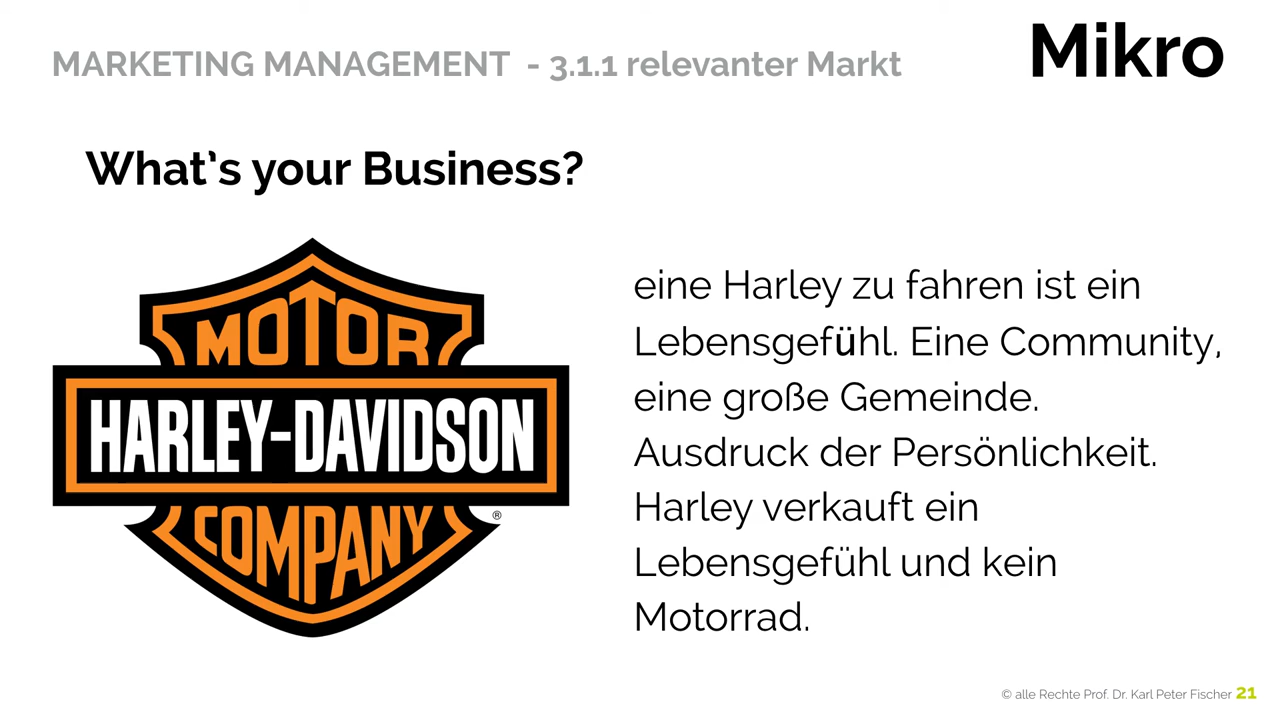 MARKETING MANAGEMENT - 3.1.1 relevanter Markt
Mikro
What's your Business?
MOTOR
HARLEY-DAVIDSON
COMPANY
®
eine Harley zu fahren ist ein
Lebensgefühl. Eine Community,
eine große Gemeinde.
Ausdruck der Persönlichkeit.
Harley verkauft ein
Lebensgefühl und kein
Motorrad.
© alle Rechte Prof. Dr. Karl Peter Fischer 21